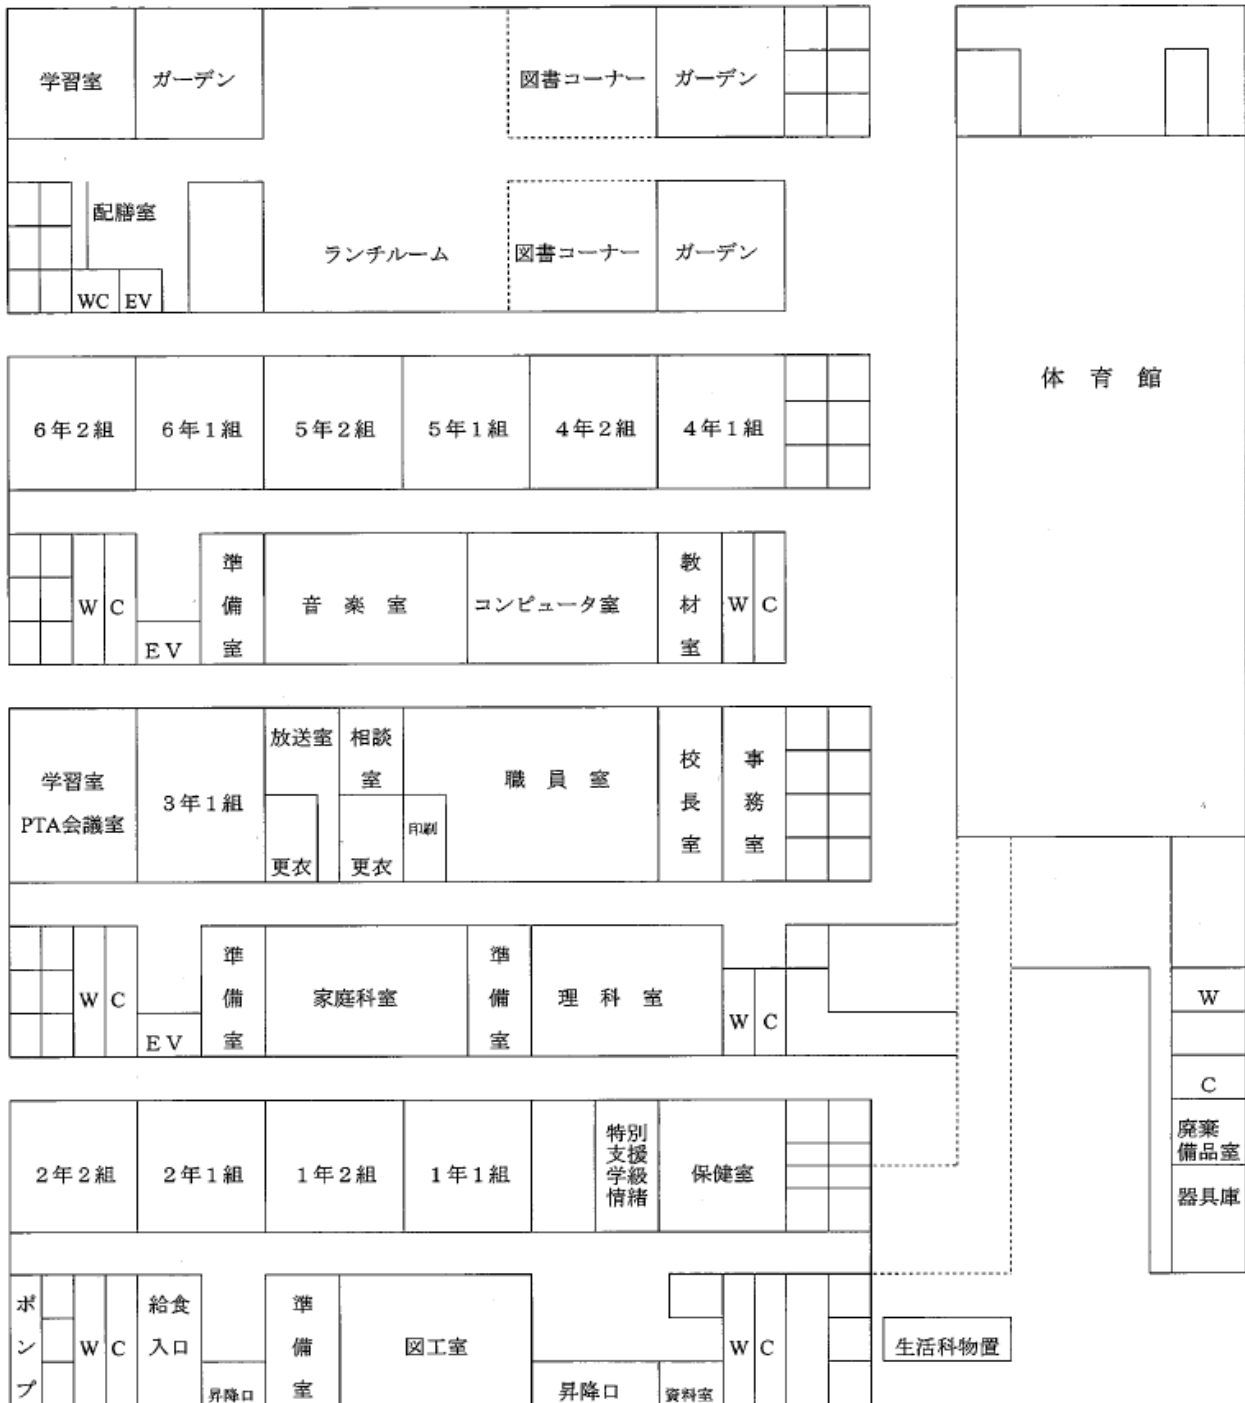 学習室 ガーデン 図書コーナー ガーデン
配膳室
ランチルーム 図書コーナー ガーデン
WC EV
体育館
6年2組 6年1組 5年2組 5年1組 4年2組 4年1組
WC EV 準備室 音楽室 コンピュータ室 教材室 WC
学習室
PTA会議室
3年1組
放送室
更衣
相談室
更衣
印刷
職員室
校長室
事務室
WC EV 準備室 家庭科室 準備室 理科室 WC
WC
廃棄
備品室
器具庫
2年2組 2年1組 1年2組 1年1組
特別
支援
学級
情緒
保健室
ポンプ
WC
給食
入口
昇降口
準備室
図工室
昇降口
資料室
WC
生活科物置